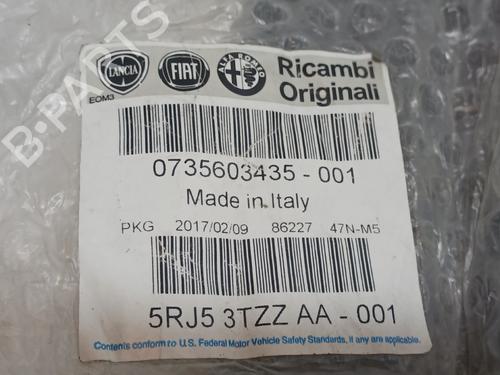 B-PARTS
LANCIA
FIAT
ALFA ROMEO
Ricambi
Originali
EOM3
0735603435 - 001
Made in Italy
PKG 2017/02/09 86227 47N-M5
5RJ5 3TZZ AA - 001
Contents conform to U.S. Federal Motor Vehicle Safety Standards, if any are applicable.